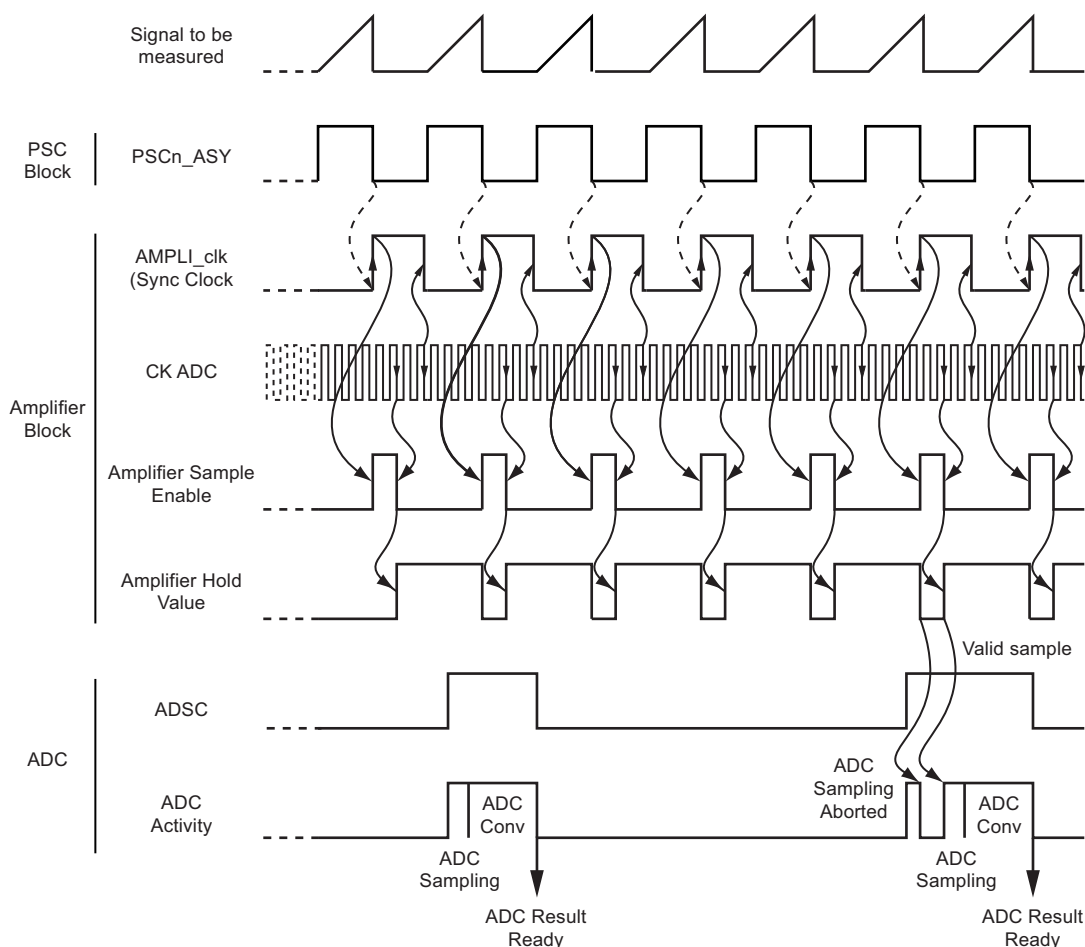 Signal to be
measured
PSC
Block
PSCn_ASY
AMPLI_clk
(Sync Clock
CK ADC
Amplifier
Block
Amplifier Sample
Enable
Amplifier Hold
Value
Valid sample
ADSC
ADC
ADC
Sampling
Aborted
ADC
Activity
ADC
Conv
ADC
Conv
ADC
Sampling
ADC
Sampling
ADC Result
Ready
ADC Result
Ready